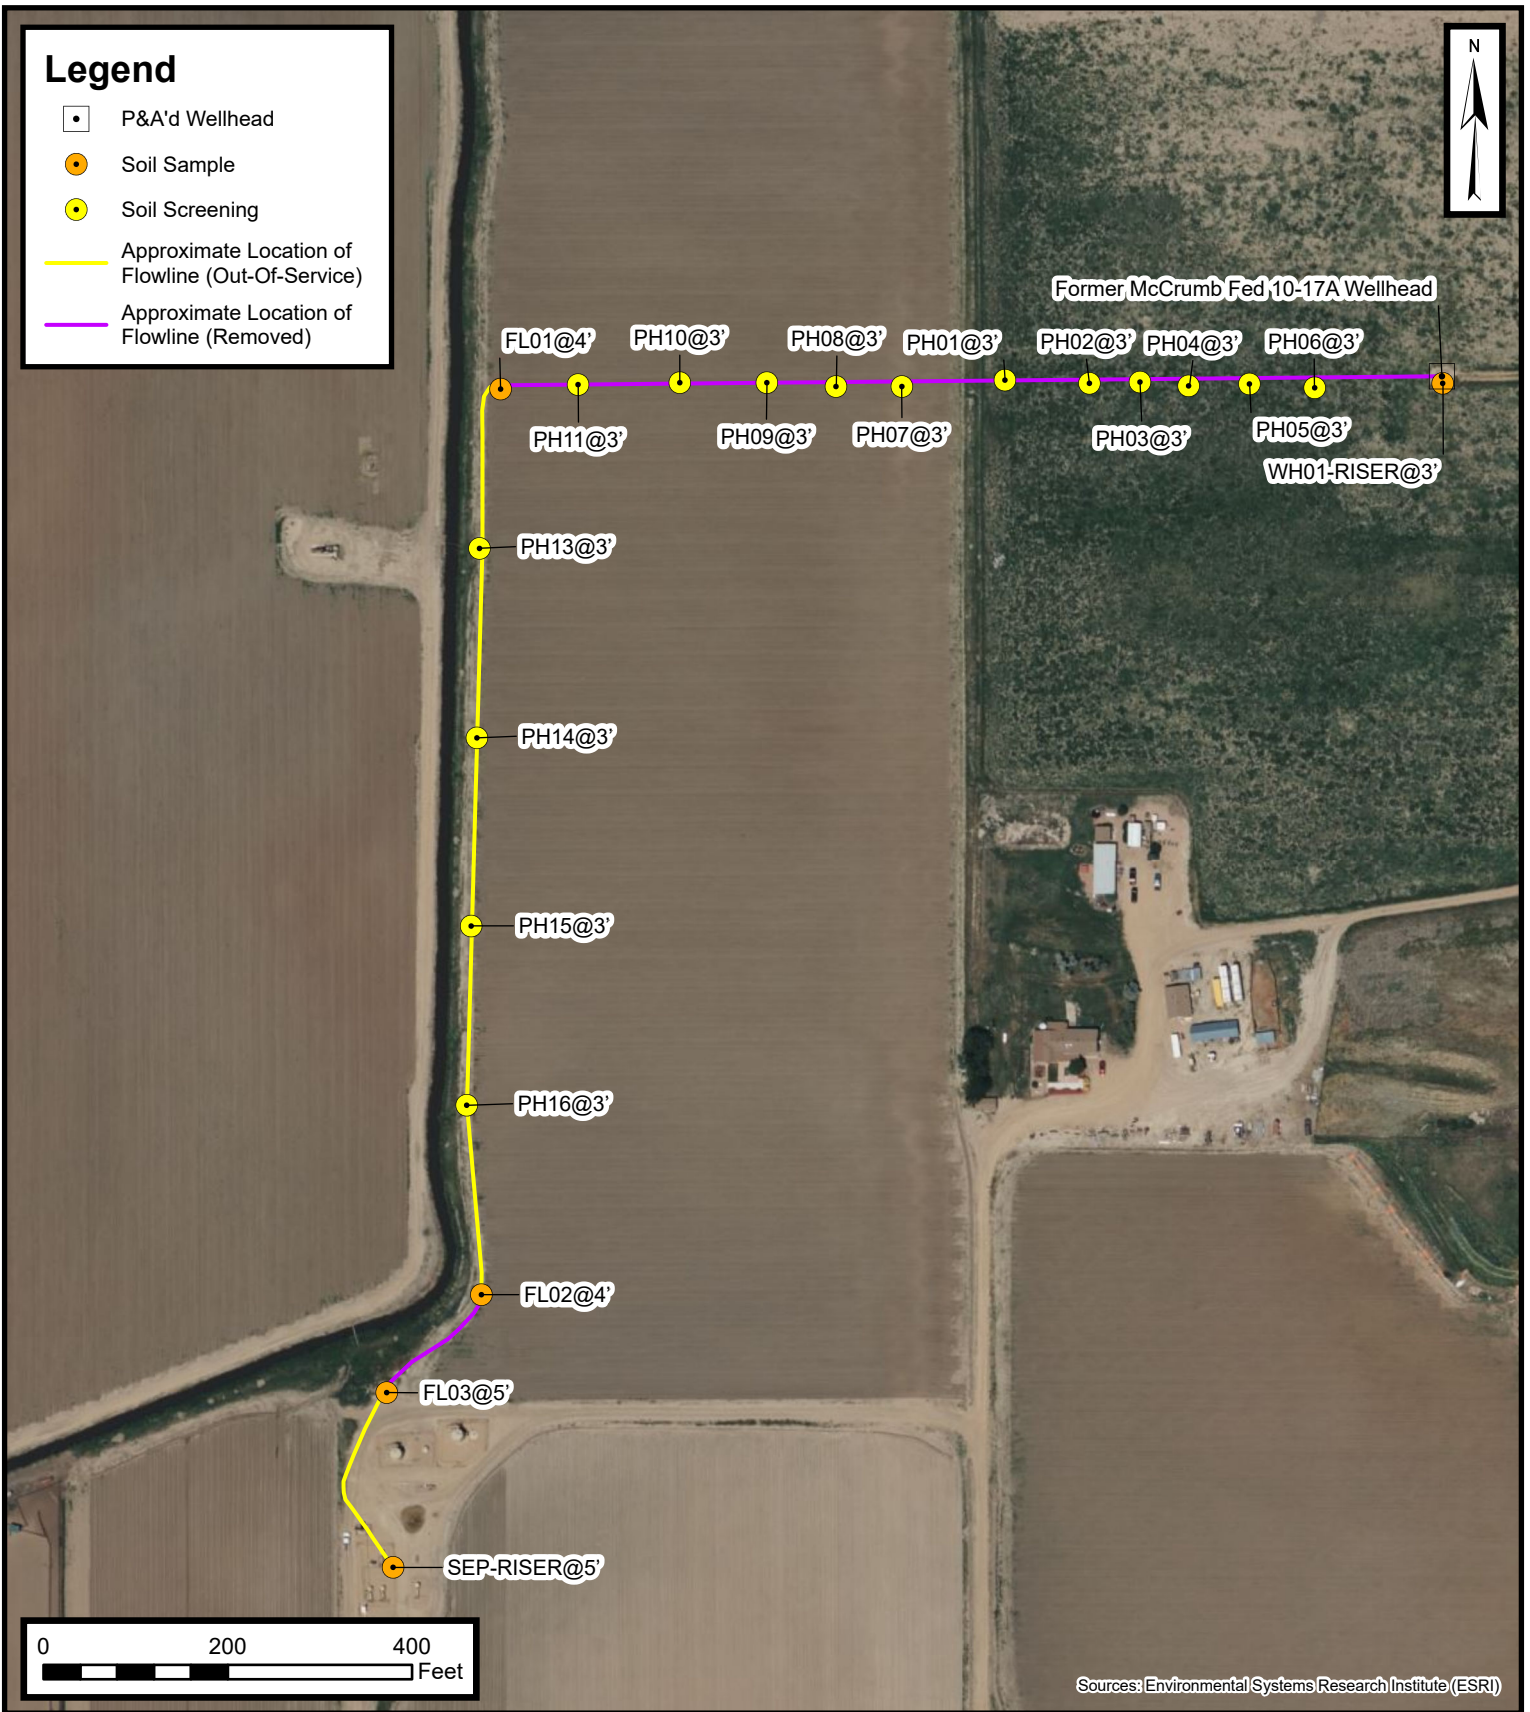 Legend
P&A'd Wellhead
Soil Sample
Soil Screening
Approximate Location of
Flowline (Out-Of-Service)
Approximate Location of
Flowline (Removed)
N
Former McCrumb Fed 10-17A Wellhead
FL01@4’
PH10@3’
PH08@3’
PH01@3’
PH02@3’
PH04@3’
PH06@3’
PH11@3’
PH09@3’
PH07@3’
PH03@3’
PH05@3’
WH01-RISER@3’
PH13@3’
PH14@3’
PH15@3’
PH16@3’
FL02@4’
FL03@5’
SEP-RISER@5’
0 200 400
Feet
Sources: Environmental Systems Research Institute (ESRI)